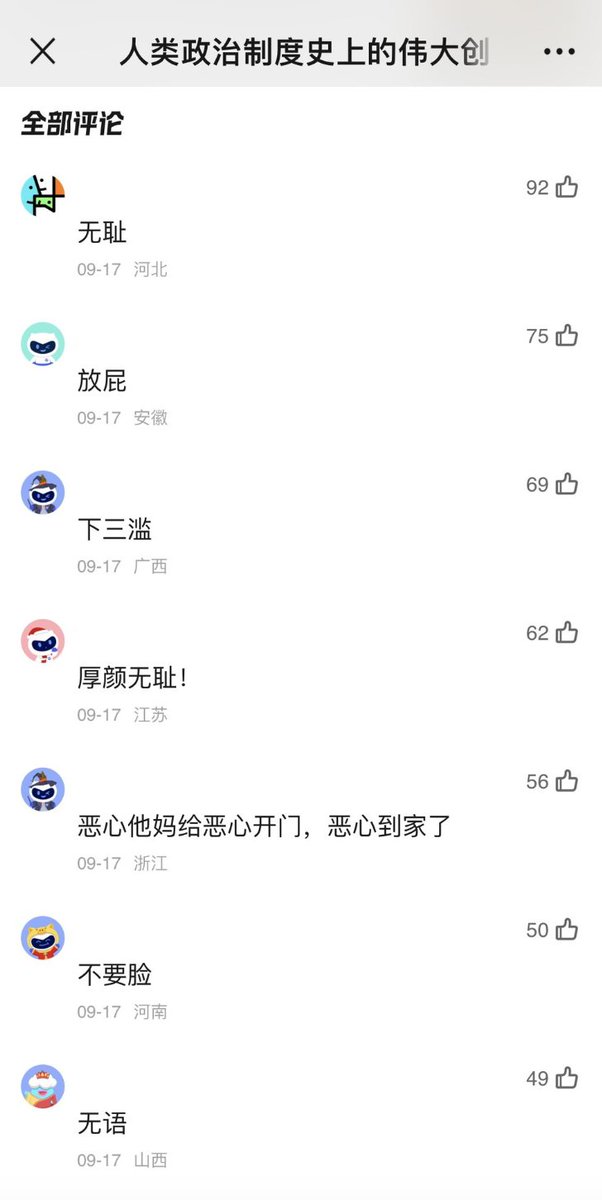 人类政治制度史上的伟大创
全部评论
92
无耻
09-17 河北
75
放屁
09-17 安徽
69
下三滥
09-17 广西
62
厚颜无耻！
09-17 江苏
56
恶心他妈给恶心开门，恶心到家了
09-17 浙江
50
不要脸
09-17 河南
49
无语
09-17 山西